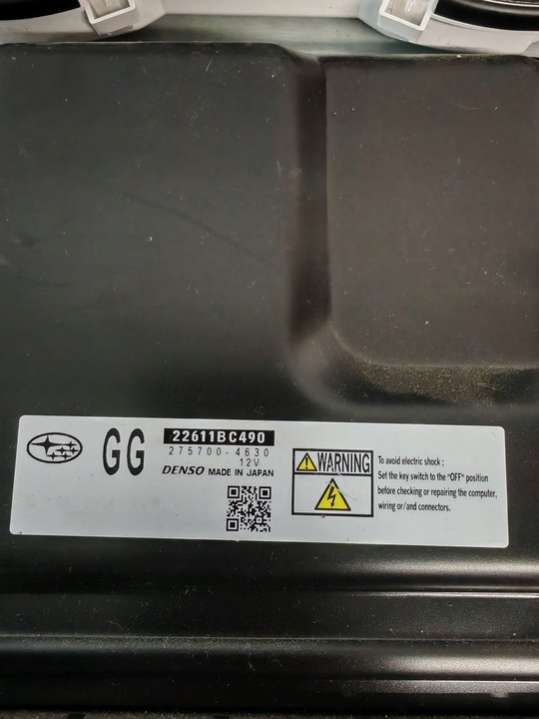 GG
22611BC490
275700-4630
12V
DENSO MADE IN JAPAN
WARNING
To avoid electric shock :
Set the key switch to the "OFF" position
before checking or repairing the computer,
wiring or/and connectors.